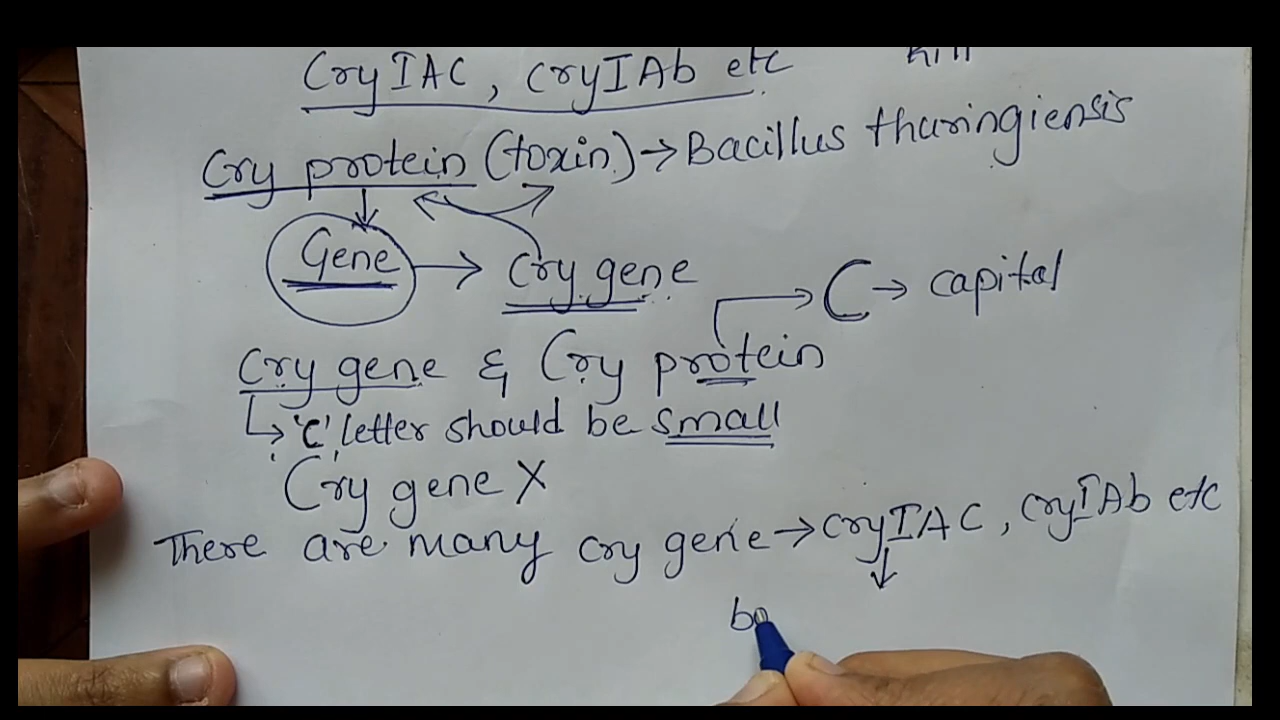 CryIAC, CryIAb etc
Cry protein (toxin) → Bacillus thuringiensis
Gene → cry gene
C → capital
cry gene & Cry protein
'C' letter should be small
Cry gene X
There are many cry gene → cryIAC, cryIAb etc